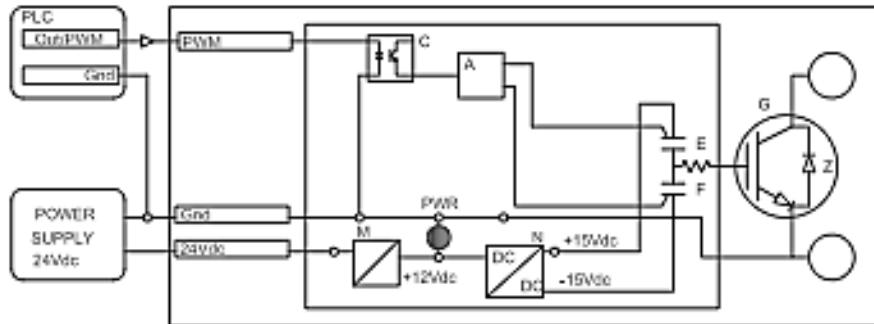 PLC
Out/PWM
PWM
C
Gnd
A
G
E
Z
F
POWER
SUPPLY
24Vdc
Gnd
PWR
24Vdc
M
N
+15Vdc
DC
+12Vdc
DC
-15Vdc